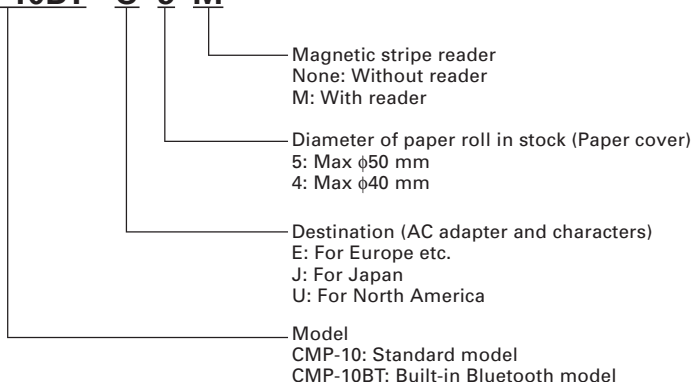 Magnetic stripe reader
None: Without reader
M: With reader
Diameter of paper roll in stock (Paper cover)
5: Max ϕ50 mm
4: Max ϕ40 mm
Destination (AC adapter and characters)
E: For Europe etc.
J: For Japan
U: For North America
Model
CMP-10: Standard model
CMP-10BT: Built-in Bluetooth model